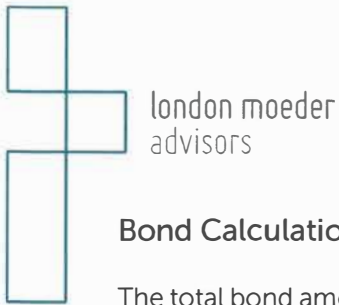 london moeder
advisors
Bond Calculatio
The total bond am